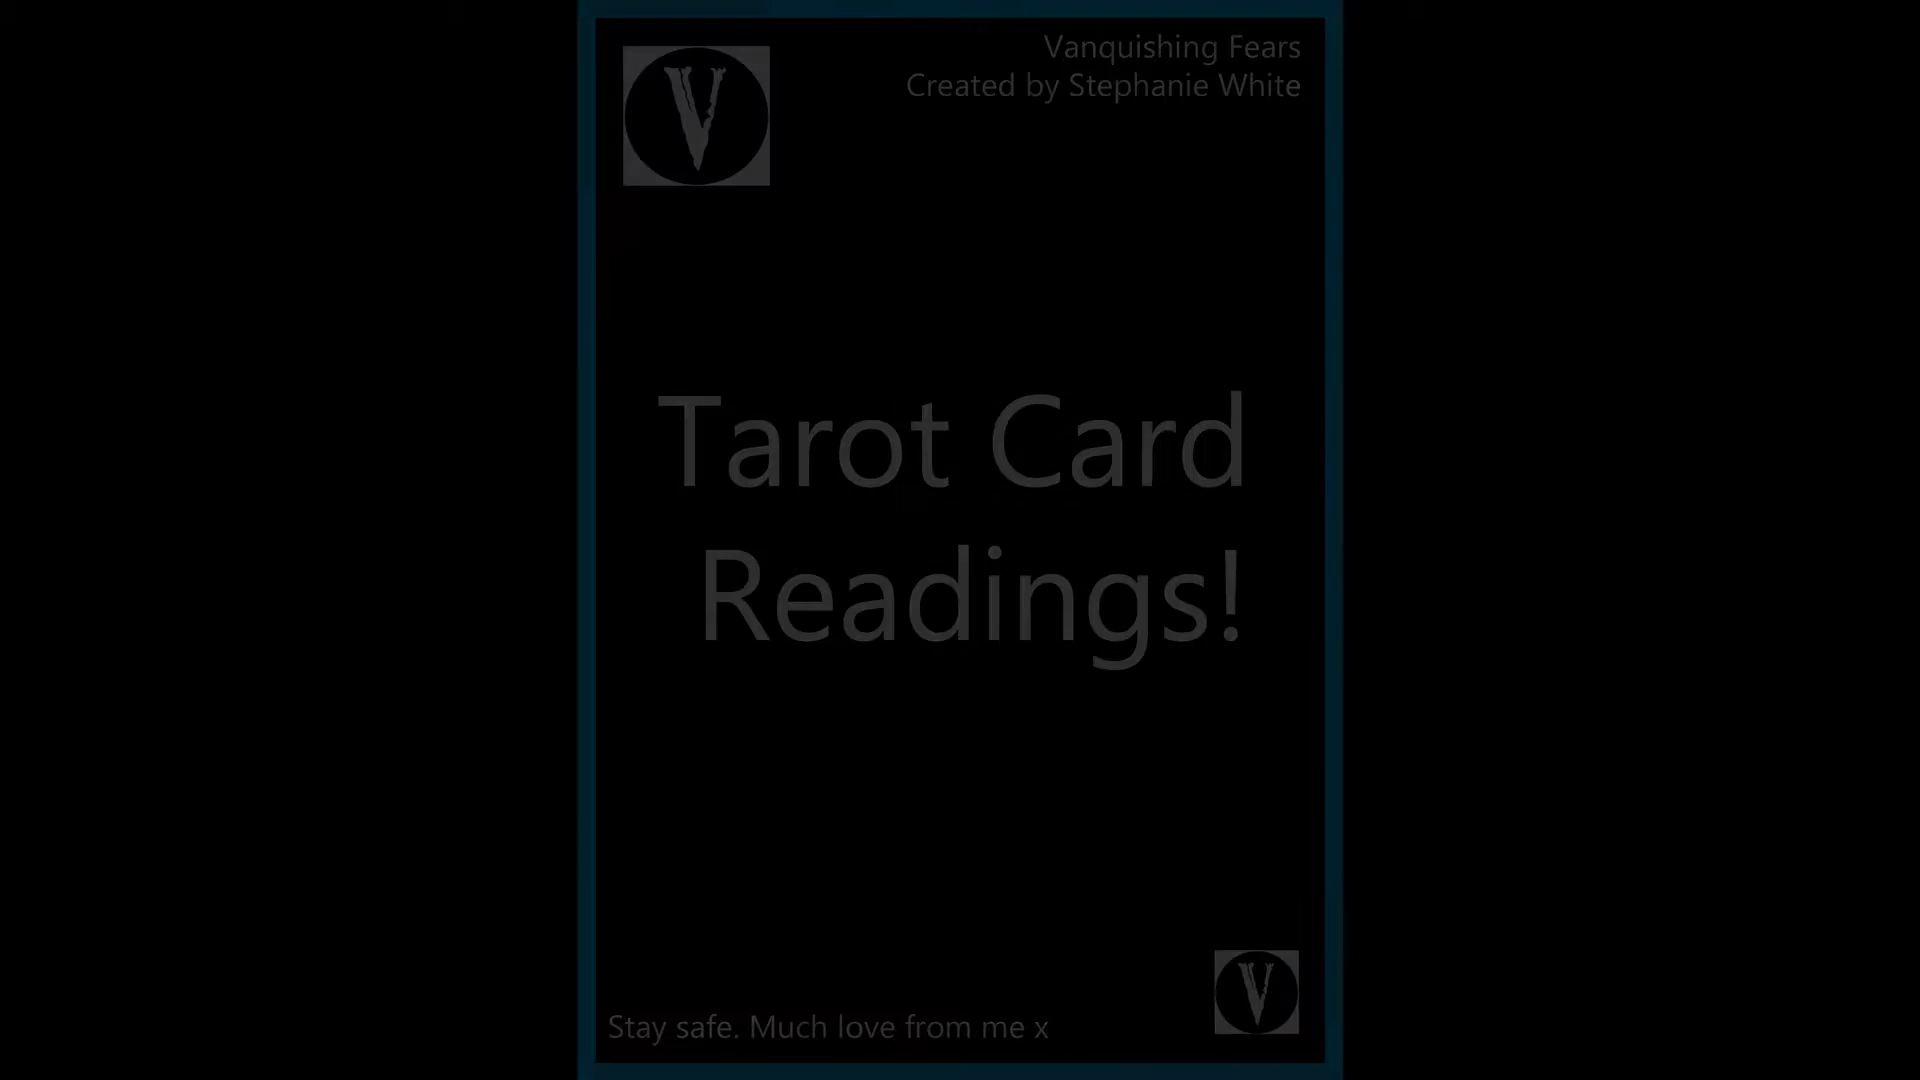 V
Vanquishing Fears
Created by Stephanie White
Tarot Card
Readings!
Stay safe. Much love from me x
V